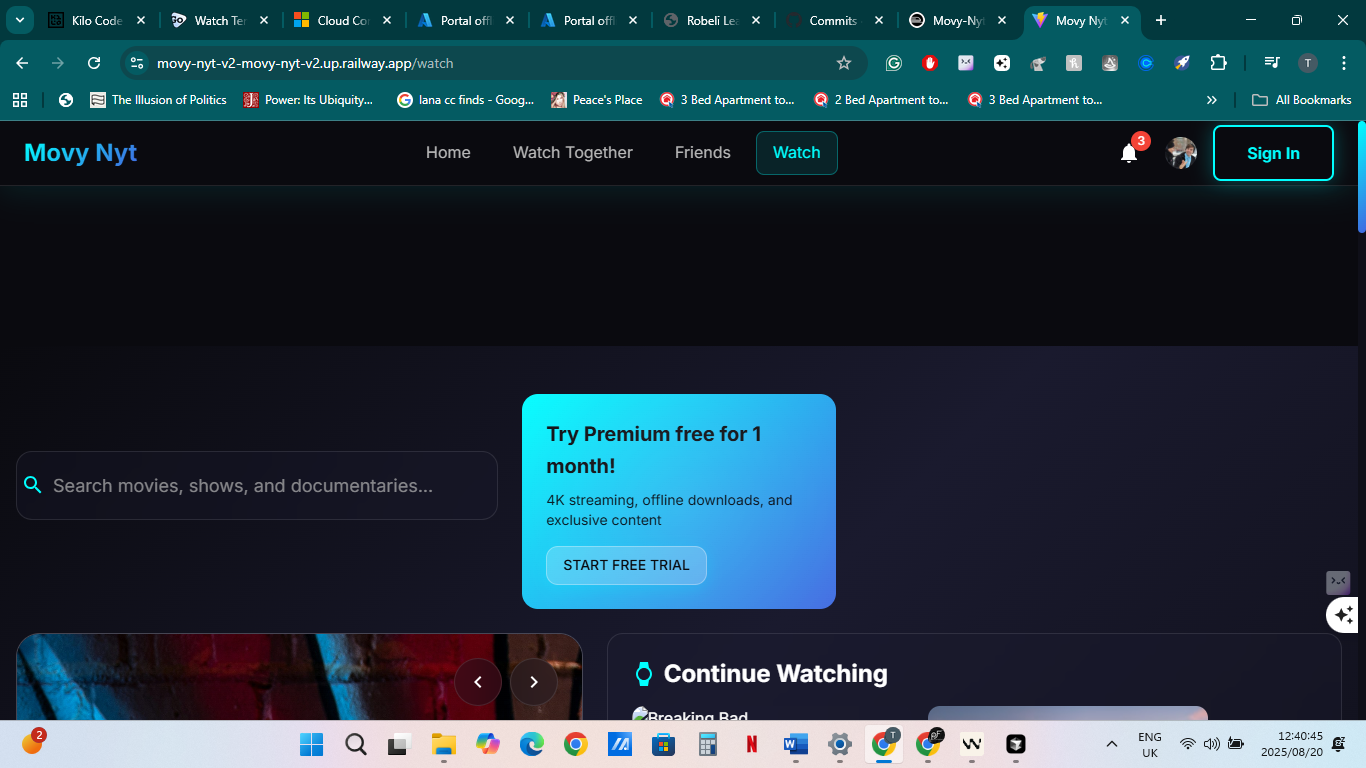 Kilo Code
Watch Ter
Cloud Co
Portal off
Portal off
Robeli Lea
Commits
Movy-Nyt
Movy Nyt
movy-nyt-v2-movy-nyt-v2.up.railway.app/watch
T
The Illusion of Politics
Power: Its Ubiquity...
lana cc finds - Goog...
Peace's Place
3 Bed Apartment to...
2 Bed Apartment to...
3 Bed Apartment to...
All Bookmarks
Movy Nyt
Home
Watch Together
Friends
Watch
3
Sign In
Search movies, shows, and documentaries...
Try Premium free for 1
month!
4K streaming, offline downloads, and
exclusive content
START FREE TRIAL
Continue Watching
Breaking Bad
2
ENG
UK
12:40:45
2025/08/20